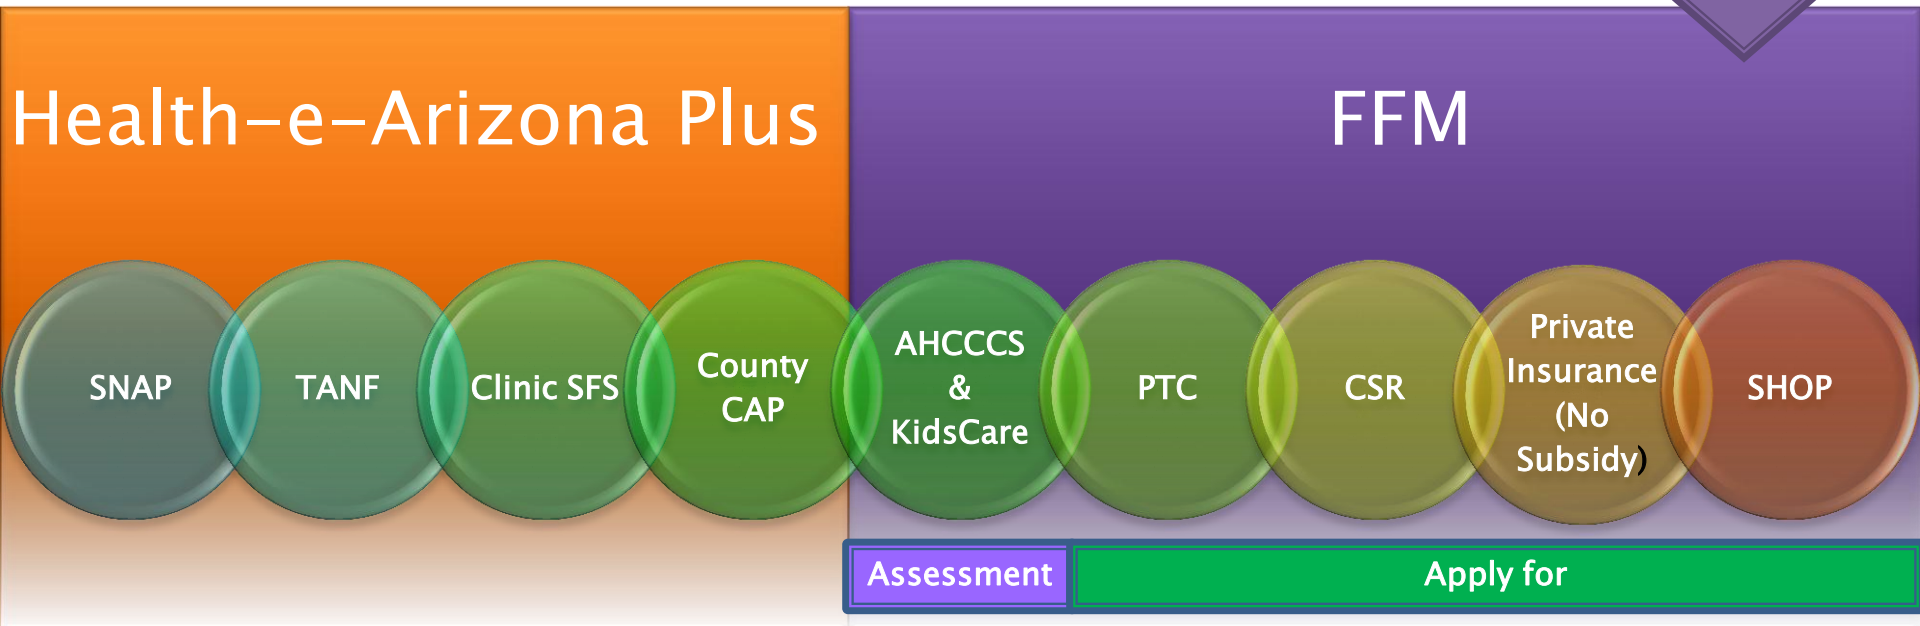 Health-e-Arizona Plus
FFM
SNAP
TANF
Clinic SFS
County
CAP
AHCCCS
&
KidsCare
PTC
CSR
Private
Insurance
(No
Subsidy)
SHOP
Assessment
Apply for